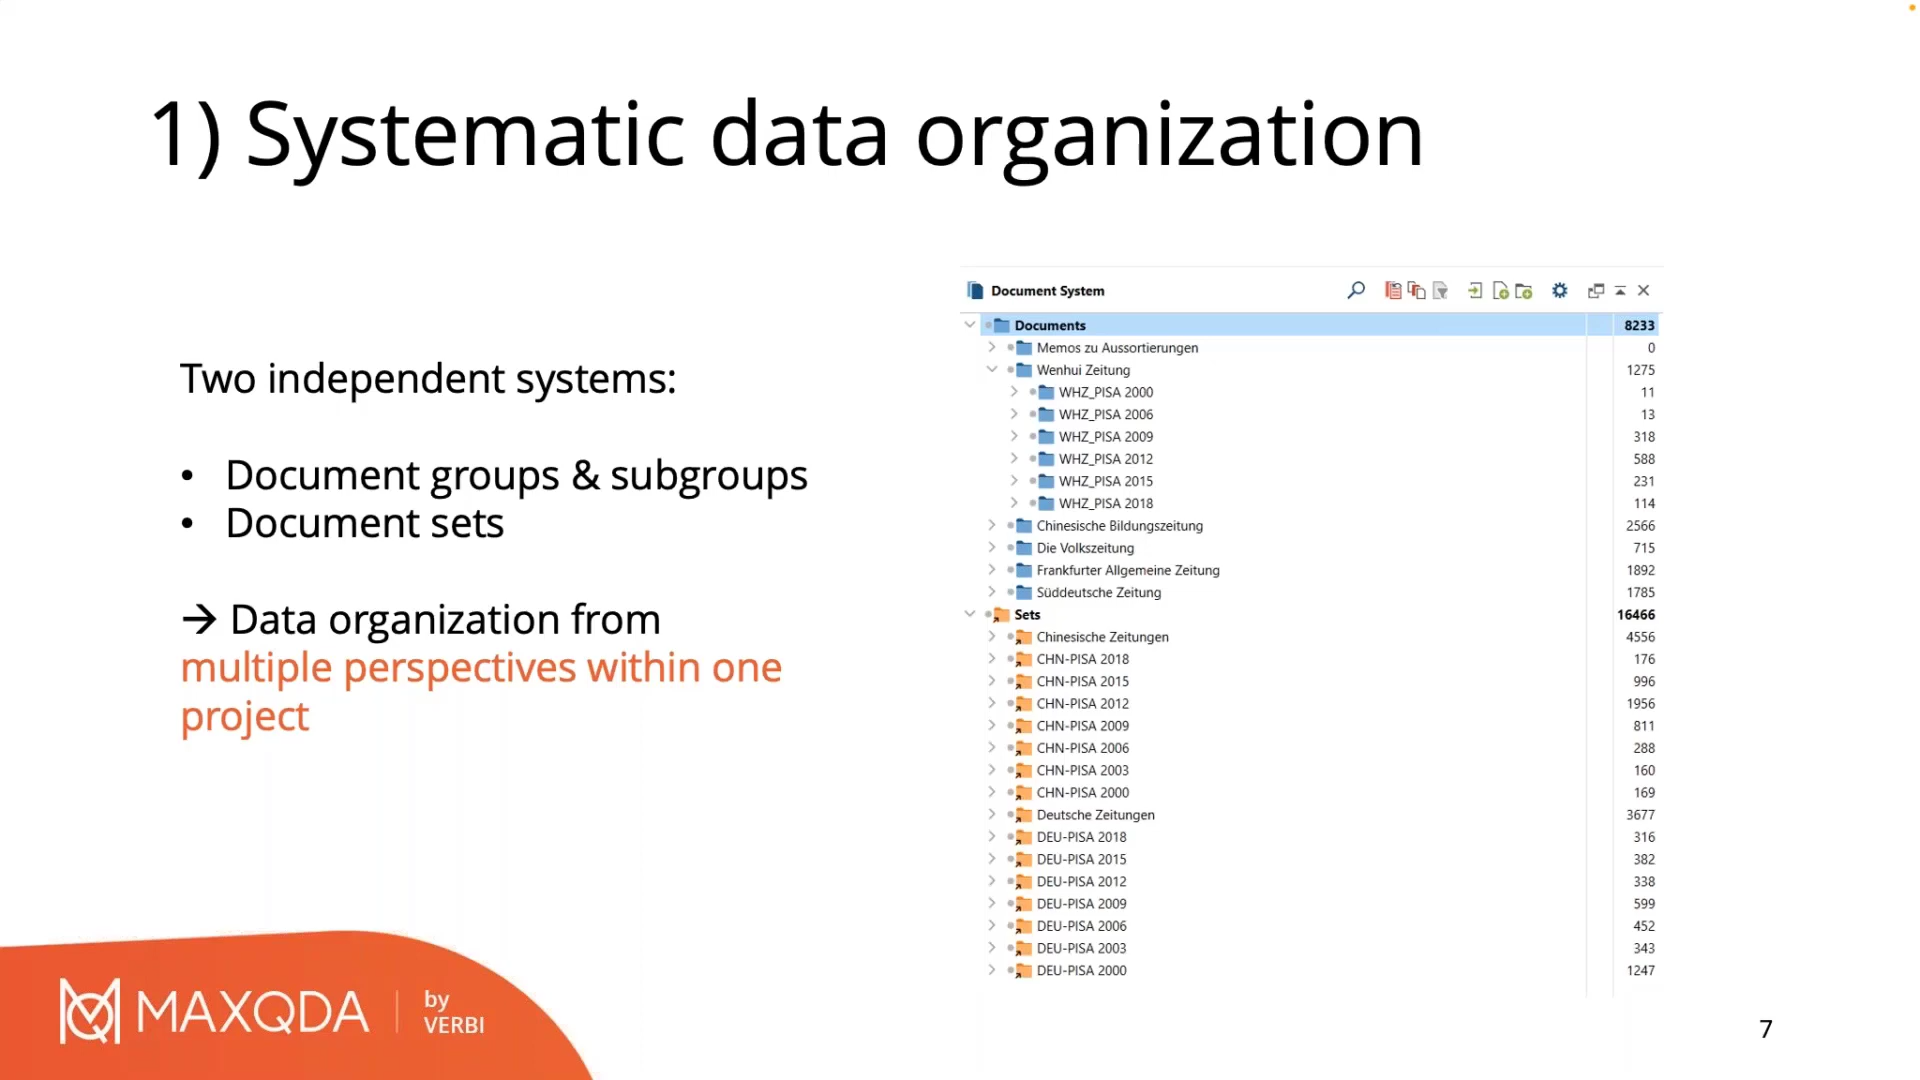 1) Systematic data organization
Two independent systems:
• Document groups & subgroups
• Document sets
→ Data organization from
multiple perspectives within one
project
Document System
Documents 8233
Memos zu Aussortierungen 0
Wenhui Zeitung 1275
WHZ_PISA 2000 11
WHZ_PISA 2006 13
WHZ_PISA 2009 318
WHZ_PISA 2012 588
WHZ_PISA 2015 231
WHZ_PISA 2018 114
Chinesische Bildungszeitung 2566
Die Volkszeitung 715
Frankfurter Allgemeine Zeitung 1892
Süddeutsche Zeitung 1785
Sets 16466
Chinesische Zeitungen 4556
CHN-PISA 2018 176
CHN-PISA 2015 996
CHN-PISA 2012 1956
CHN-PISA 2009 811
CHN-PISA 2006 288
CHN-PISA 2003 160
CHN-PISA 2000 169
Deutsche Zeitungen 3677
DEU-PISA 2018 316
DEU-PISA 2015 382
DEU-PISA 2012 338
DEU-PISA 2009 599
DEU-PISA 2006 452
DEU-PISA 2003 343
DEU-PISA 2000 1247
MAXQDA
by
VERBI
7